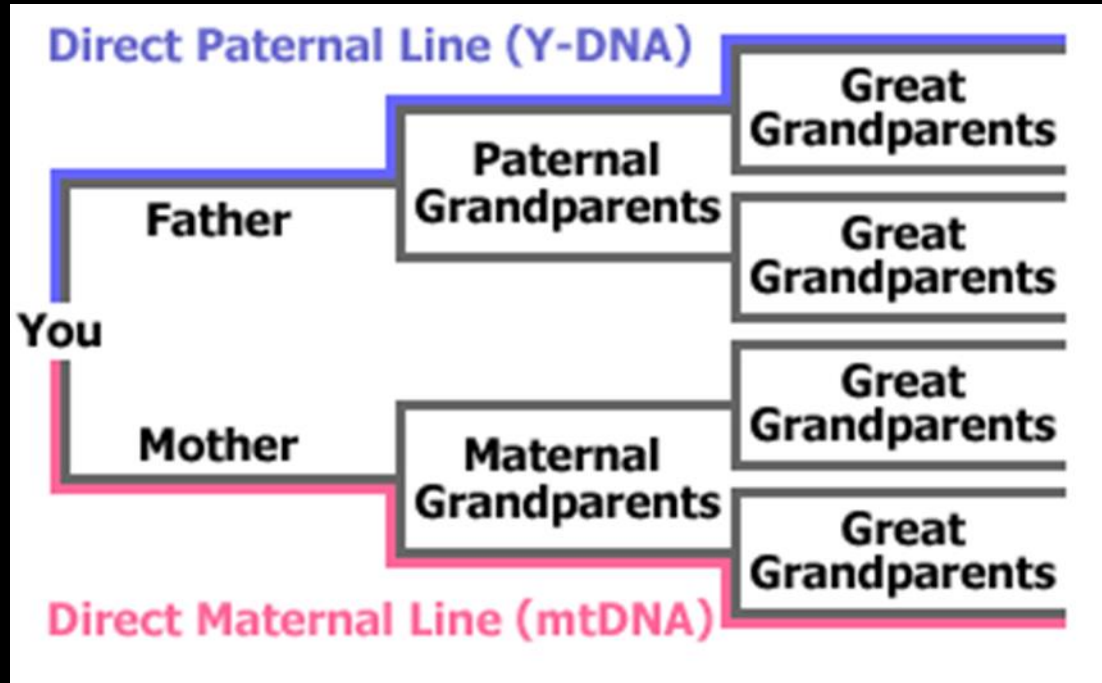 Direct Paternal Line (Y-DNA)
Great
Grandparents
Paternal
Grandparents
Father
Great
Grandparents
You
Great
Grandparents
Mother
Maternal
Grandparents
Great
Grandparents
Direct Maternal Line (mtDNA)